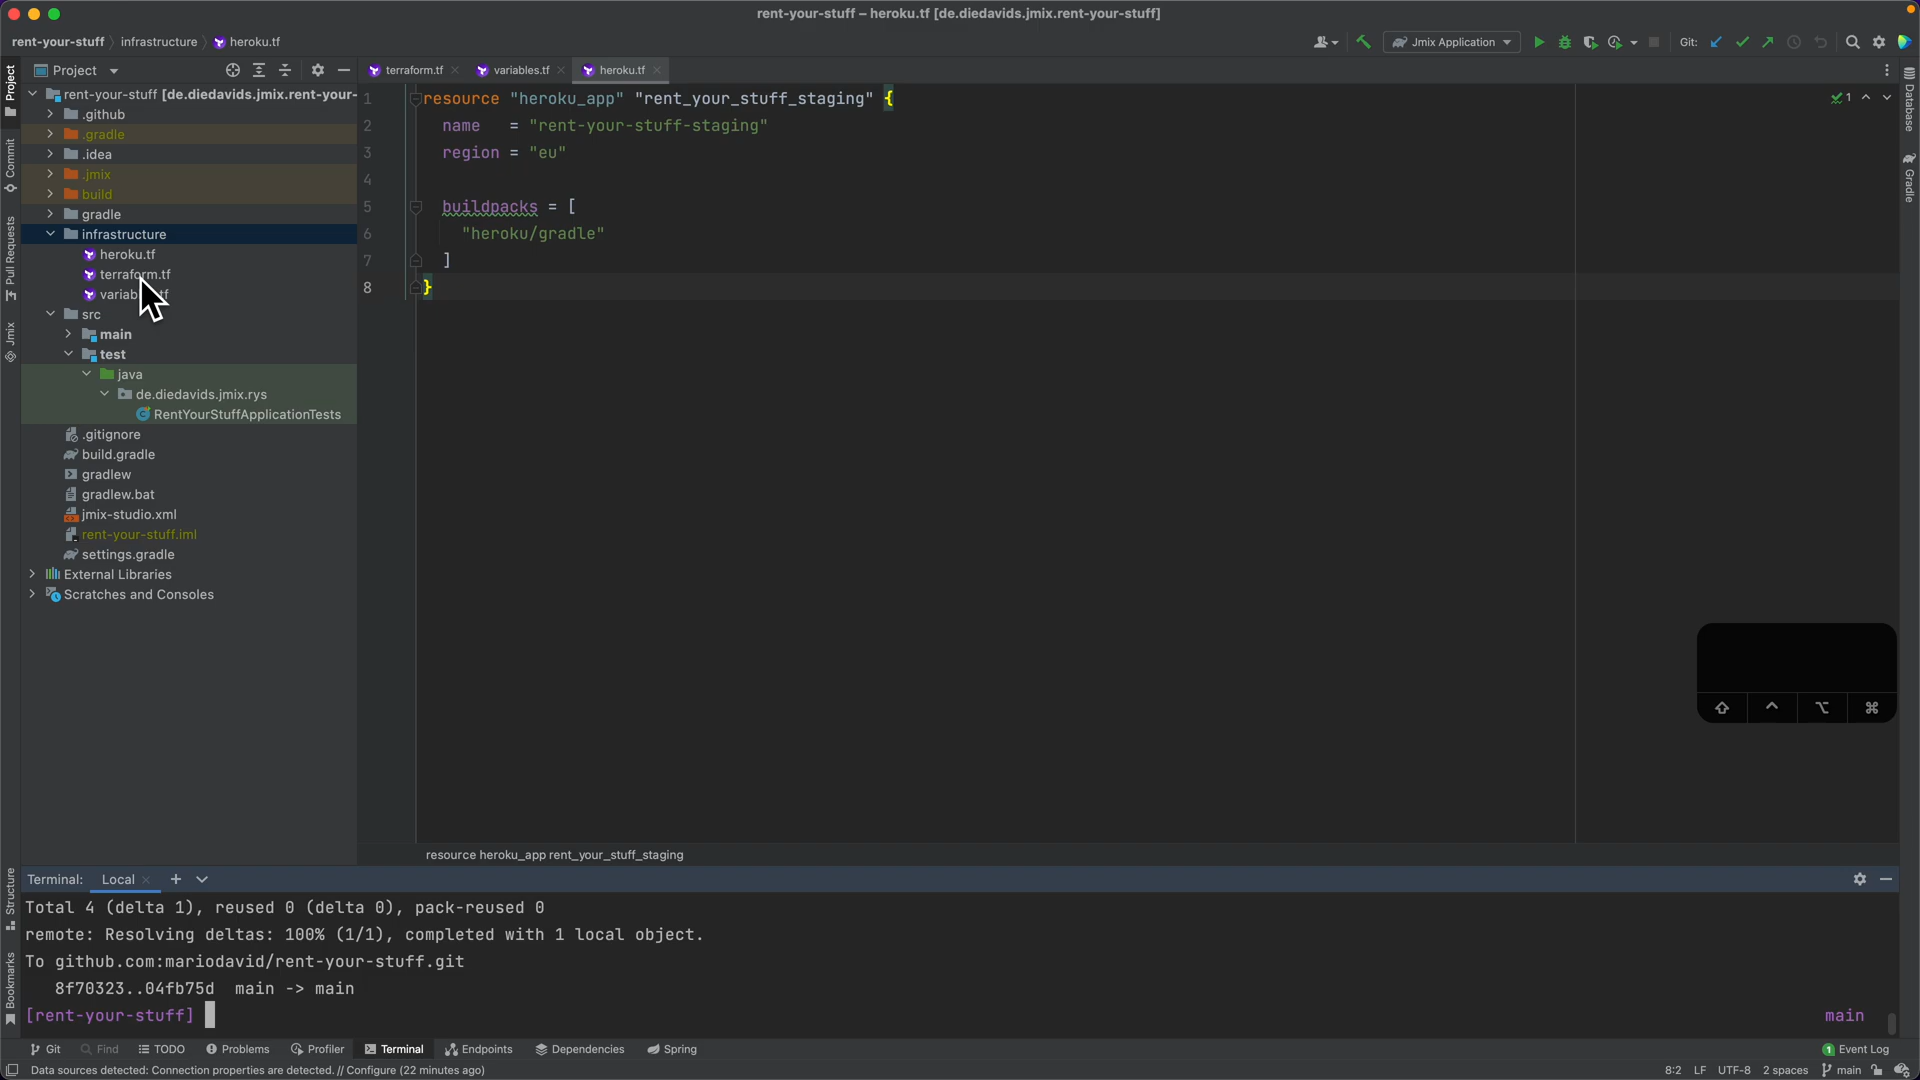 rent-your-stuff – heroku.tf [de.diedavids.jmix.rent-your-stuff]
rent-your-stuff infrastructure heroku.tf
Jmix Application
Git:
Project
terraform.tf
variables.tf
heroku.tf
Project
Commit
Pull Requests
Jmix
Structure
Bookmarks
Database
Gradle
rent-your-stuff [de.diedavids.jmix.rent-your-
.github
.gradle
.idea
.jmix
build
gradle
infrastructure
heroku.tf
terraform.tf
src
main
test
java
de.diedavids.jmix.rys
RentYourStuffApplicationTests
.gitignore
build.gradle
gradlew
gradlew.bat
jmix-studio.xml
rent-your-stuff.iml
settings.gradle
External Libraries
Scratches and Consoles
1 resource "heroku_app" "rent_your_stuff_staging" {
2 name = "rent-your-stuff-staging"
3 region = "eu"
4
5 buildpacks = [
6 "heroku/gradle"
7 ]
8 }
1
resource heroku_app rent_your_stuff_staging
Terminal: Local
Total 4 (delta 1), reused 0 (delta 0), pack-reused 0
remote: Resolving deltas: 100% (1/1), completed with 1 local object.
To github.com:mariodavid/rent-your-stuff.git
8f70323..04fb75d main -> main
[rent-your-stuff]
main
Git Find TODO Problems Profiler Terminal Endpoints Dependencies Spring
1 Event Log
Data sources detected: Connection properties are detected. // Configure (22 minutes ago)
8:2 LF UTF-8 2 spaces main